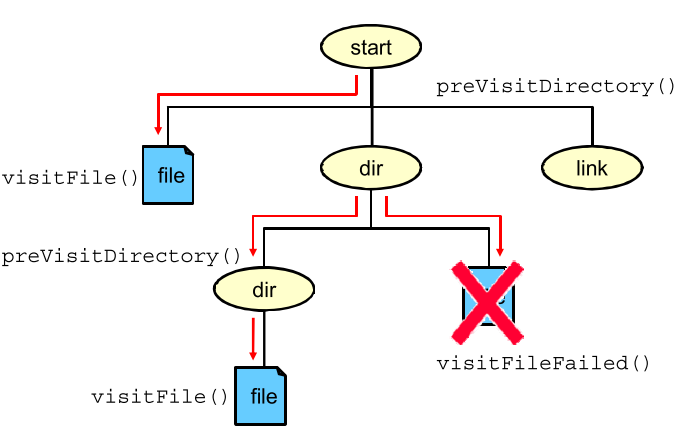 start
preVisitDirectory()
visitFile()
file
dir
link
preVisitDirectory()
dir
visitFileFailed()
visitFile()
file